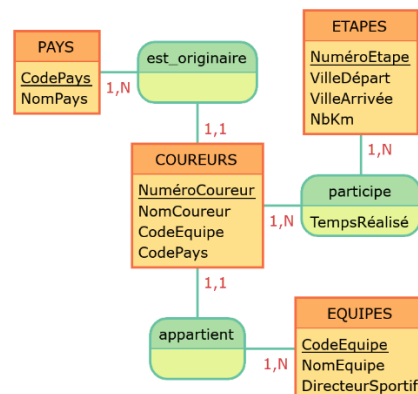 PAYS
CodePays
NomPays
1,N
est_originaire
1,1
ETAPES
NuméroEtape
VilleDépart
VilleArrivée
NbKm
1,N
COUREURS
NuméroCoureur
NomCoureur
CodeEquipe
CodePays
1,N
participe
TempsRéalisé
1,1
appartient
1,N
EQUIPES
CodeEquipe
NomEquipe
DirecteurSportif